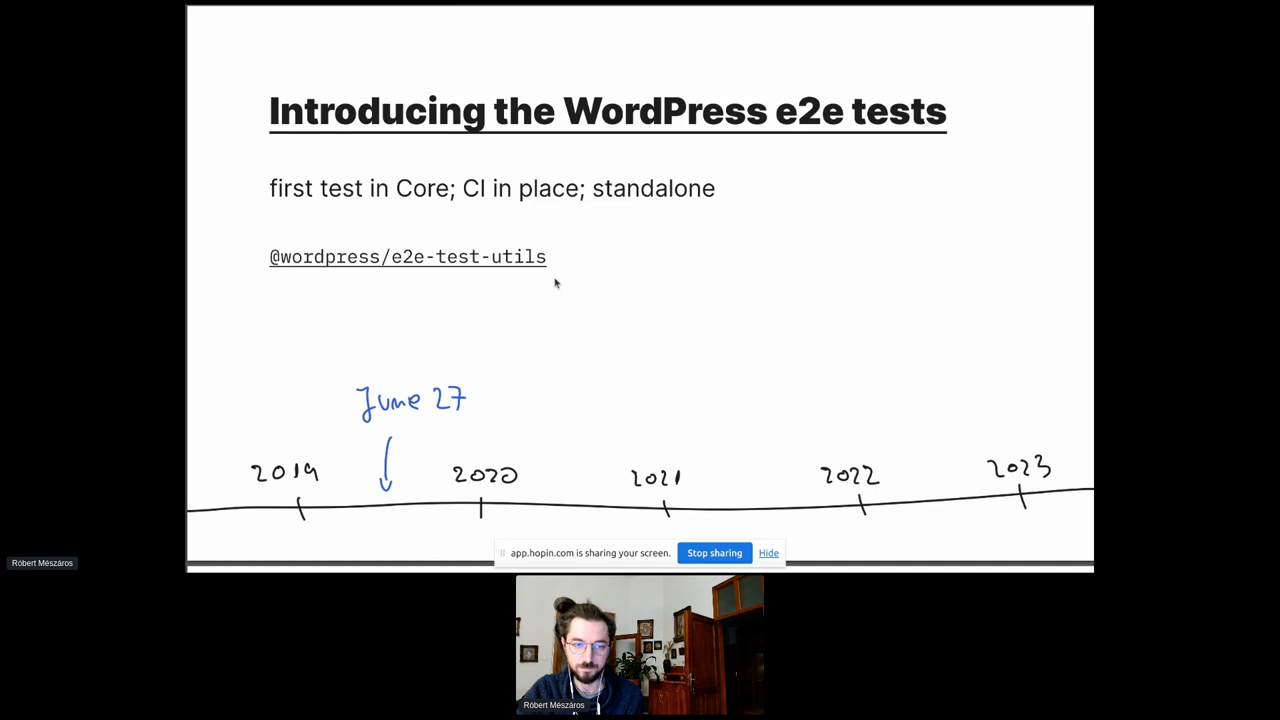 Introducing the WordPress e2e tests
first test in Core; CI in place; standalone
@wordpress/e2e-test-utils
June 27
2019 2020 2021 2022 2023
app.hopin.com is sharing your screen. Stop sharing Hide
Róbert Mészáros
Róbert Mészáros